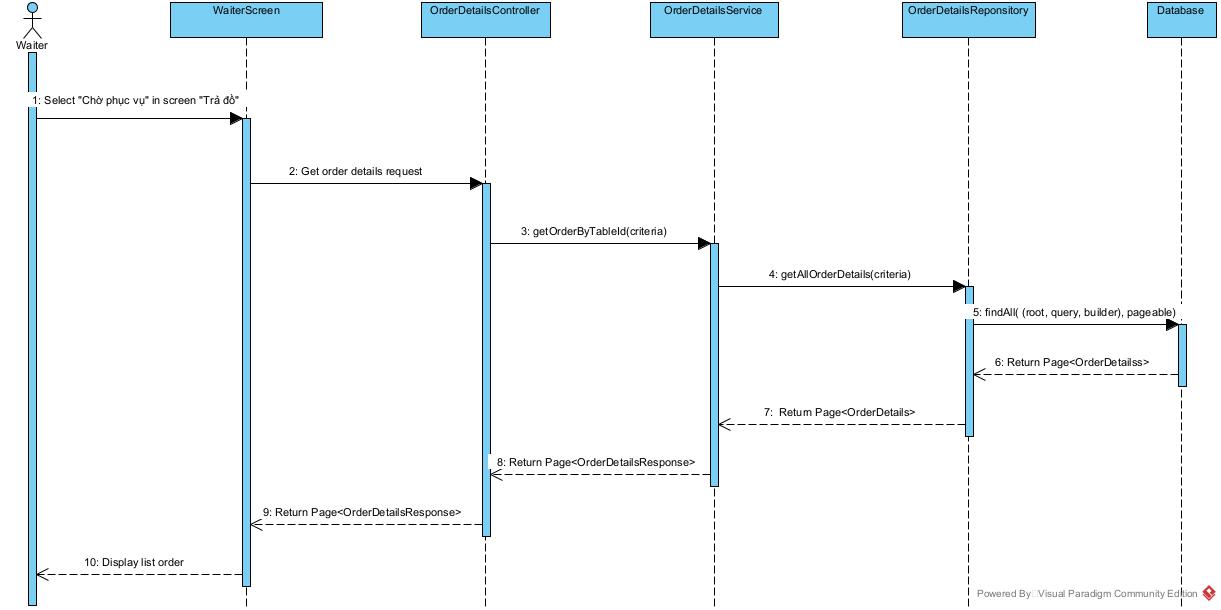 WaiterScreen
OrderDetailsController
OrderDetailsService
OrderDetailsReponsitory
Database
Waiter
1: Select "Chờ phục vụ" in screen "Trả đồ"
2: Get order details request
3: getOrderByTableId(criteria)
4: getAllOrderDetails(criteria)
5: findAll( (root, query, builder), pageable)
6: Return Page<OrderDetailss>
7:  Return Page<OrderDetails>
8: Return Page<OrderDetailsResponse>
9: Return Page<OrderDetailsResponse>
10: Display list order
Powered By Visual Paradigm Community Edition